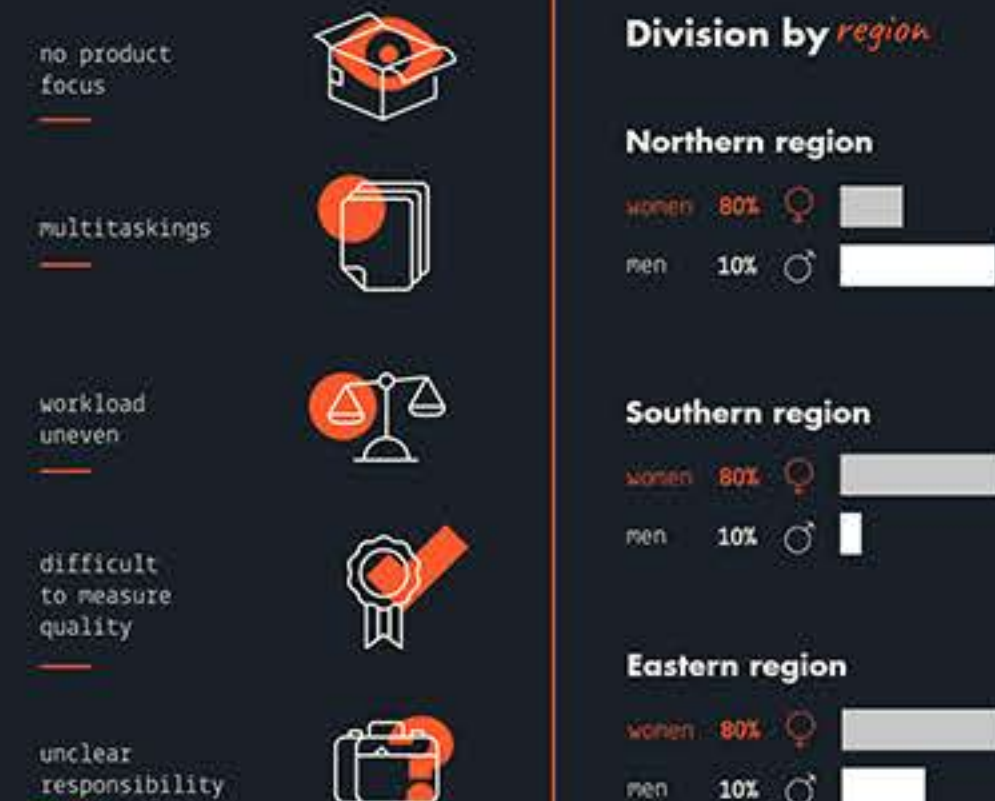 no product
focus
multitaskings
workload
uneven
difficult
to measure
quality
unclear
responsibility
Division by region
Northern region
women 80%
men 10%
Southern region
women 80%
men 10%
Eastern region
women 80%
men 10%